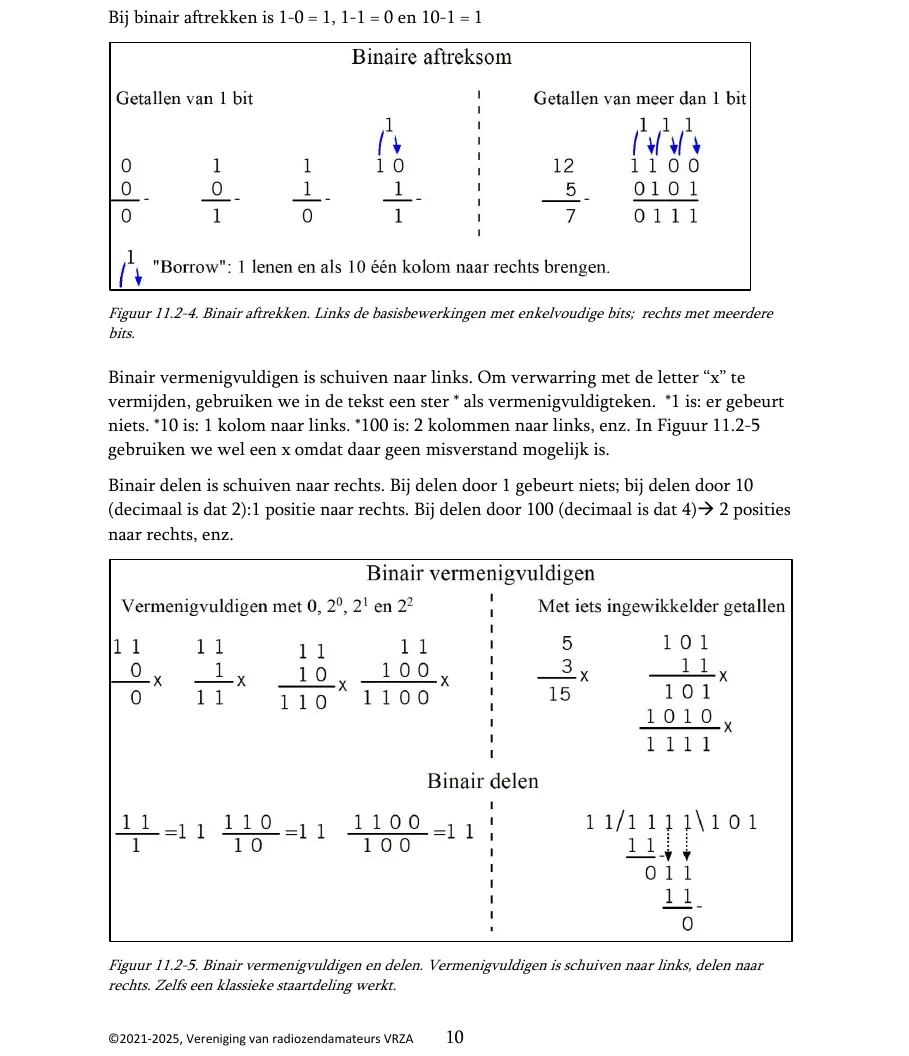 Bij binair aftrekken is 1-0 = 1, 1-1 = 0 en 10-1 = 1
Binaire aftreksom
Getallen van 1 bit
Getallen van meer dan 1 bit
1 1 1 1
0 1 1 1 0 12 1 1 0 0
0 - 0 - 1 - 1 - 5 - 0 1 0 1
0 1 0 1 7 0 1 1 1
1 "Borrow": 1 lenen en als 10 één kolom naar rechts brengen.
Figuur 11.2-4. Binair aftrekken. Links de basisbewerkingen met enkelvoudige bits; rechts met meerdere
bits.
Binair vermenigvuldigen is schuiven naar links. Om verwarring met de letter “x” te
vermijden, gebruiken we in de tekst een ster * als vermenigvuldigteken. *1 is: er gebeurt
niets. *10 is: 1 kolom naar links. *100 is: 2 kolommen naar links, enz. In Figuur 11.2-5
gebruiken we wel een x omdat daar geen misverstand mogelijk is.
Binair delen is schuiven naar rechts. Bij delen door 1 gebeurt niets; bij delen door 10
(decimaal is dat 2):1 positie naar rechts. Bij delen door 100 (decimaal is dat 4)→ 2 posities
naar rechts, enz.
Binair vermenigvuldigen
Vermenigvuldigen met 0, 2⁰, 2¹ en 2²
Met iets ingewikkelder getallen
1 1 1 1 1 1 1 1 5 1 0 1
0 x 1 x 1 0 x 1 0 0 x 3 x 1 1 x
0 1 1 1 1 0 1 1 0 0 15 1 0 1
1 0 1 0 x
1 1 1 1
Binair delen
1 1 1 1 0 1 1 0 0 1 1/1 1 1 1\1 0 1
=1 1 =1 1 =1 1
1 1 0 1 0 0 1 1 -
0 1 1
1 1 -
0
Figuur 11.2-5. Binair vermenigvuldigen en delen. Vermenigvuldigen is schuiven naar links, delen naar
rechts. Zelfs een klassieke staartdeling werkt.
©2021-2025, Vereniging van radiozendamateurs VRZA 10